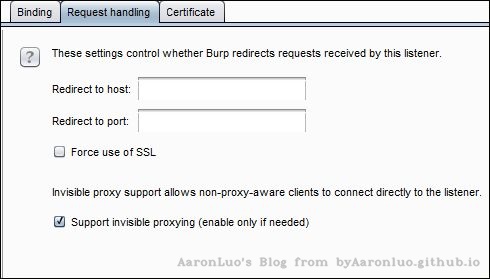 Binding Request handling Certificate
? These settings control whether Burp redirects requests received by this listener.
Redirect to host:
Redirect to port:
Force use of SSL
Invisible proxy support allows non-proxy-aware clients to connect directly to the listener.
Support invisible proxying (enable only if needed)
AaronLuo's Blog from byAaronluo.github.io